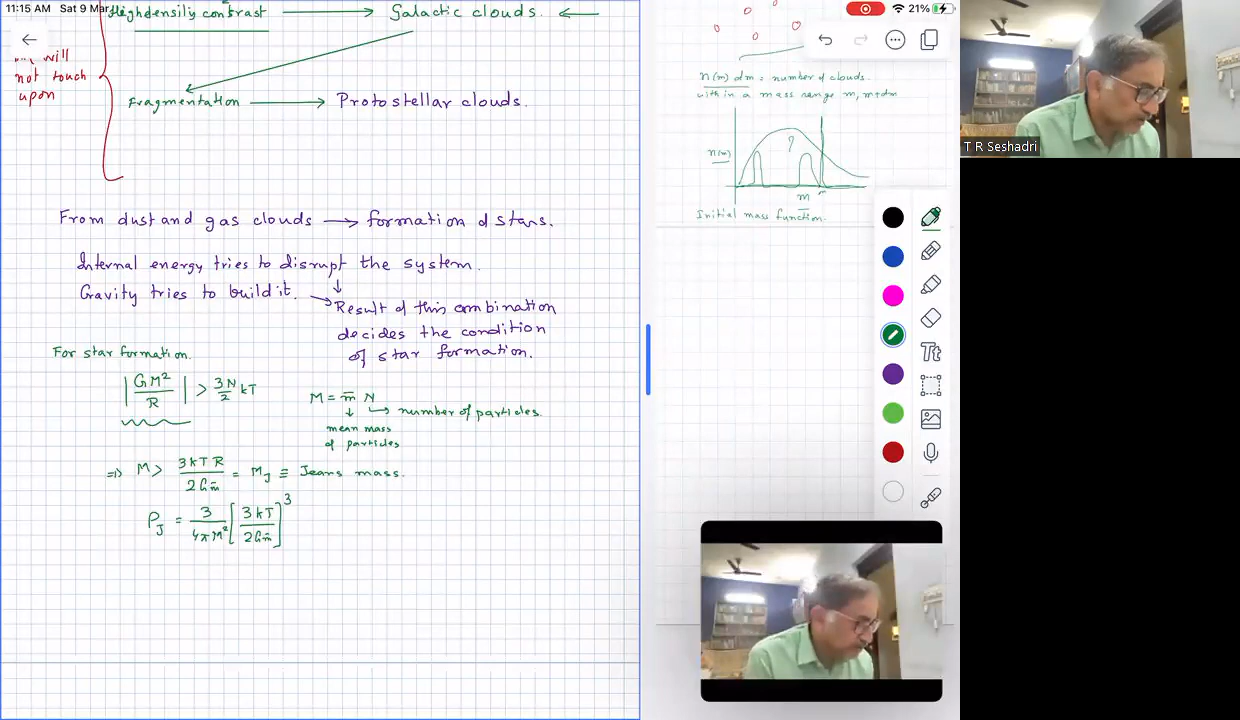 11:15 AM Sat 9 Mar
High density contrast → Galactic clouds. ←
will
not touch
upon
Fragmentation → Protostellar clouds.
From dust and gas clouds → formation of stars.
Internal energy tries to disrupt the system.
Gravity tries to build it. → Result of this combination
decides the condition
of star formation.
For star formation.
|GM²/R| > 3N/2 kT
M = m̄ N
→ number of particles.
mean mass
of particles
⇒ M > 3kTR/2Gm̄ = M_J ≡ Jeans mass.
ρ_J = 3/4πM² [3kT/2Gm̄]³
21%
n(m) dm = number of clouds.
within a mass range m, m+dm
n(m)
?
m
Initial mass function.
Tt
T R Seshadri